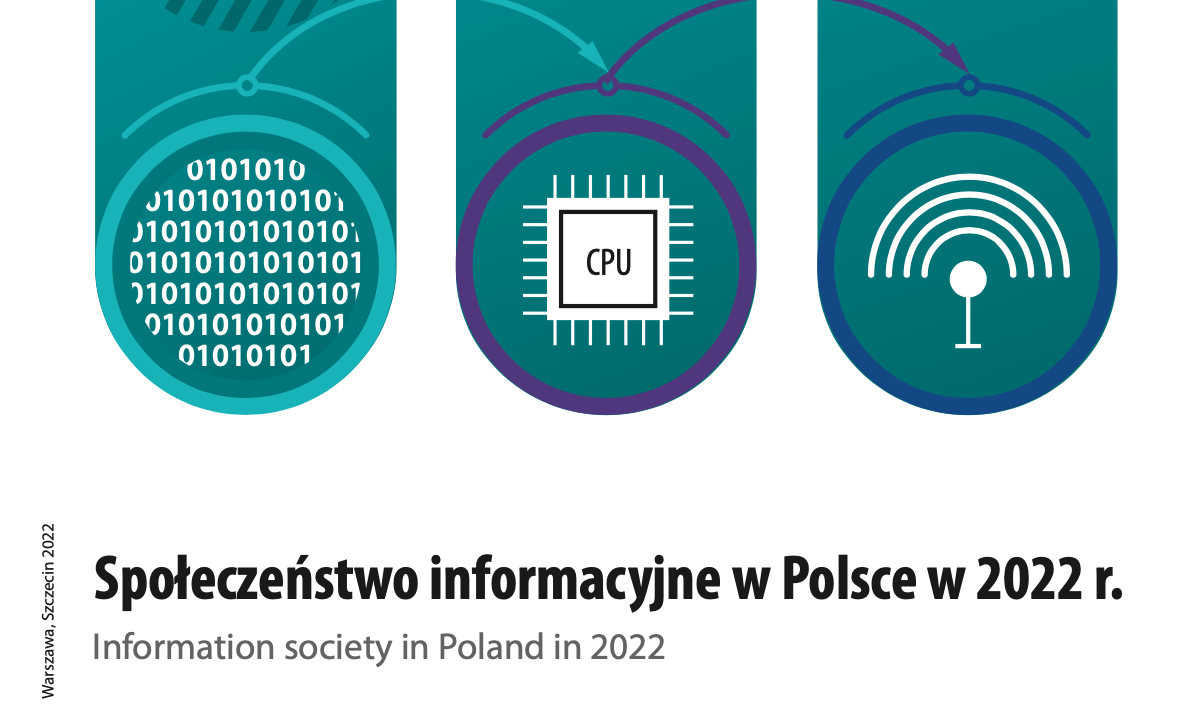 0101010
010101010101
01010101010101
01010101010101
01010101010101
010101010101
01010101
CPU
Warszawa, Szczecin 2022
Społeczeństwo informacyjne w Polsce w 2022 r.
Information society in Poland in 2022